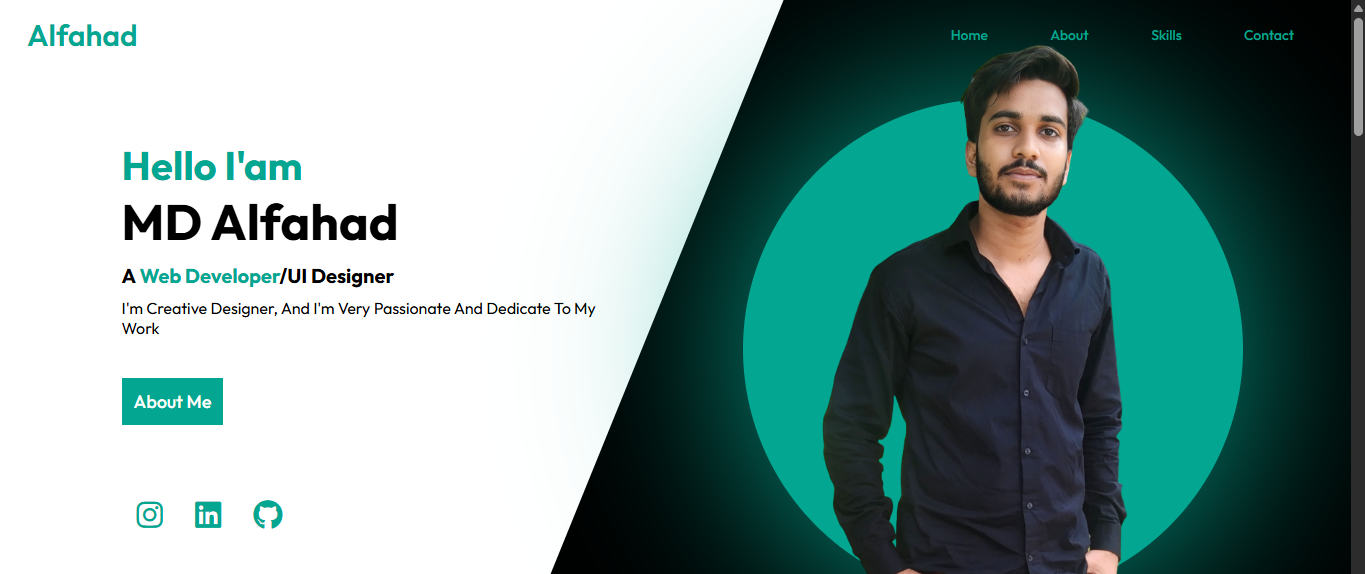 Alfahad
Home About Skills Contact
Hello I'am
MD Alfahad
A Web Developer/UI Designer
I'm Creative Designer, And I'm Very Passionate And Dedicate To My
Work
About Me